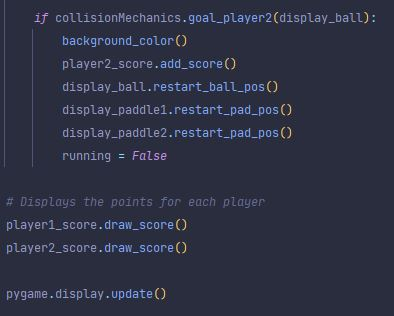 if collisionMechanics.goal_player2(display_ball):
background_color()
player2_score.add_score()
display_ball.restart_ball_pos()
display_paddle1.restart_pad_pos()
display_paddle2.restart_pad_pos()
running = False
# Displays the points for each player
player1_score.draw_score()
player2_score.draw_score()
pygame.display.update()